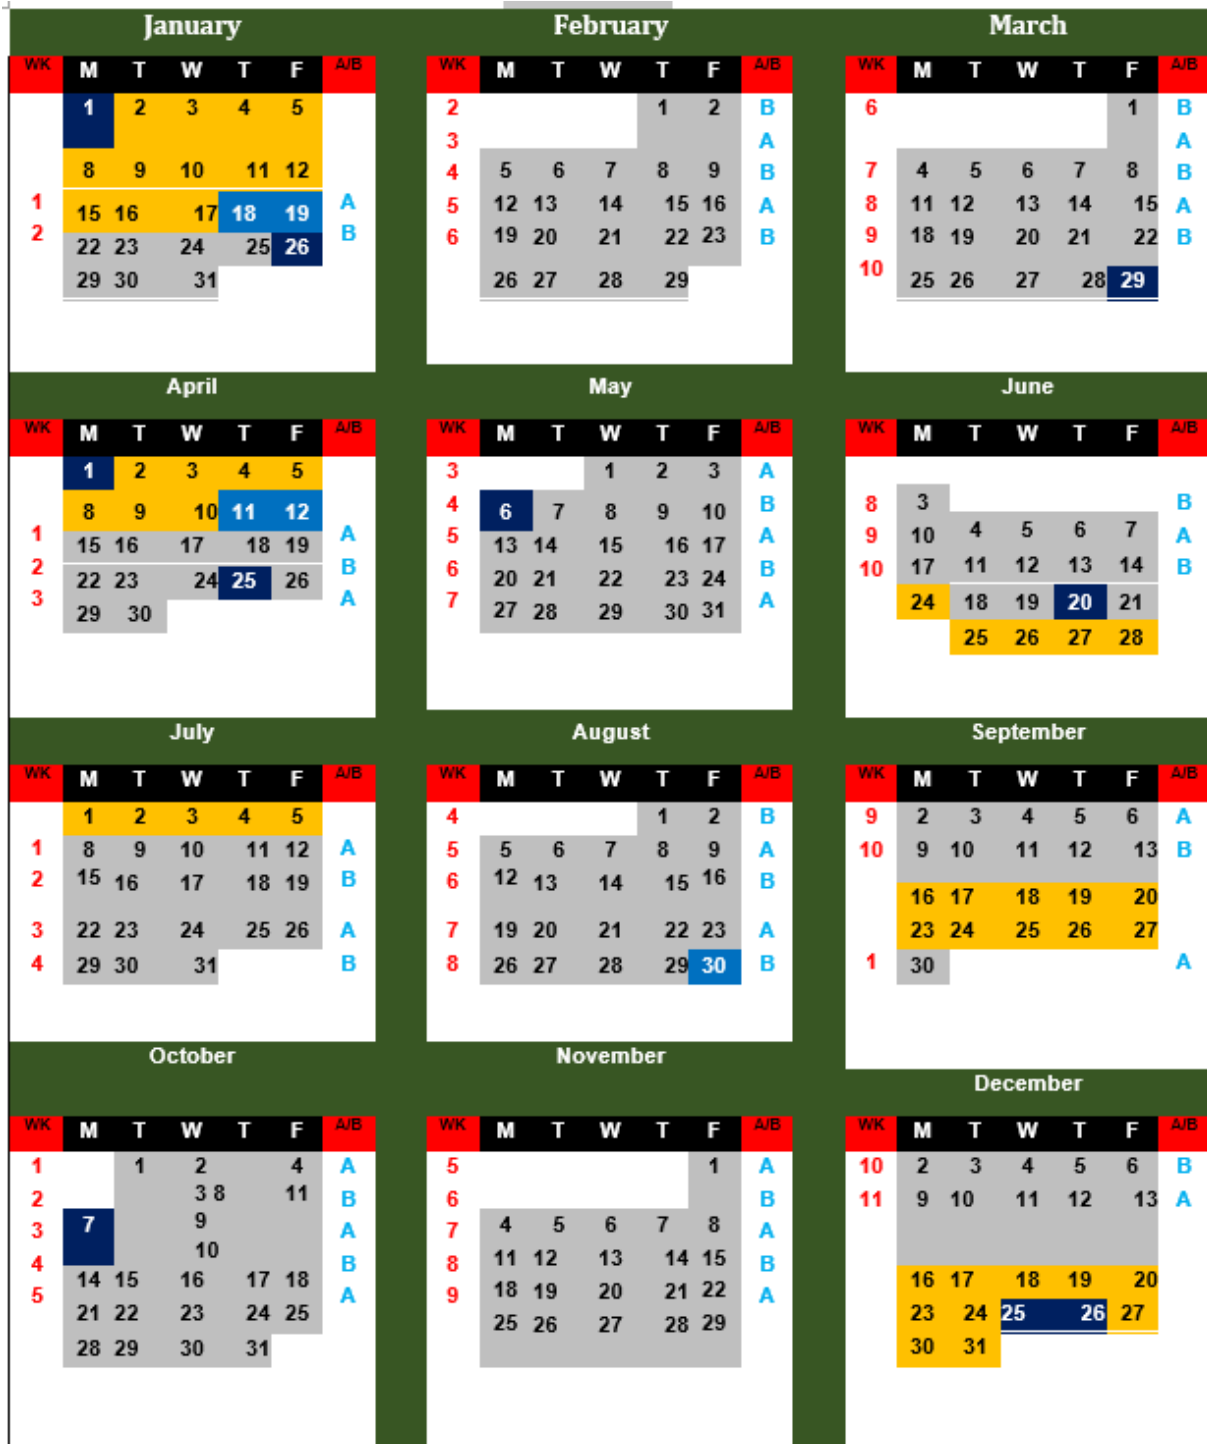 January February March
WK M T W T F A/B WK M T W T F A/B WK M T W T F A/B
1 2 3 4 5 2 1 2 B 6 1 B
3 A A
8 9 10 11 12 4 5 6 7 8 9 B 7 4 5 6 7 8 B
1 15 16 17 18 19 A 5 12 13 14 15 16 A 8 11 12 13 14 15 A
2 22 23 24 25 26 B 6 19 20 21 22 23 B 9 18 19 20 21 22 B
29 30 31 26 27 28 29 10 25 26 27 28 29
April May June
WK M T W T F A/B WK M T W T F A/B WK M T W T F A/B
1 2 3 4 5 3 1 2 3 A
8 9 10 11 12 4 6 7 8 9 10 B 8 3 B
1 15 16 17 18 19 A 5 13 14 15 16 17 A 9 10 4 5 6 7 A
2 22 23 24 25 26 B 6 20 21 22 23 24 B 10 17 11 12 13 14 B
3 29 30 A 7 27 28 29 30 31 A 24 18 19 20 21
25 26 27 28
July August September
WK M T W T F A/B WK M T W T F A/B WK M T W T F A/B
1 2 3 4 5 4 1 2 B 9 2 3 4 5 6 A
1 8 9 10 11 12 A 5 5 6 7 8 9 A 10 9 10 11 12 13 B
2 15 16 17 18 19 B 6 12 13 14 15 16 B 16 17 18 19 20
3 22 23 24 25 26 A 7 19 20 21 22 23 A 23 24 25 26 27
4 29 30 31 B 8 26 27 28 29 30 B 1 30 A
October November
December
WK M T W T F A/B WK M T W T F A/B WK M T W T F A/B
1 1 2 4 A 5 1 A 10 2 3 4 5 6 B
2 3 8 11 B 6 B 11 9 10 11 12 13 A
3 7 9 A 7 4 5 6 7 8 A
4 10 B 8 11 12 13 14 15 B
5 14 15 16 17 18 A 9 18 19 20 21 22 A 16 17 18 19 20
21 22 23 24 25 25 26 27 28 29 23 24 25 26 27
28 29 30 31 30 31